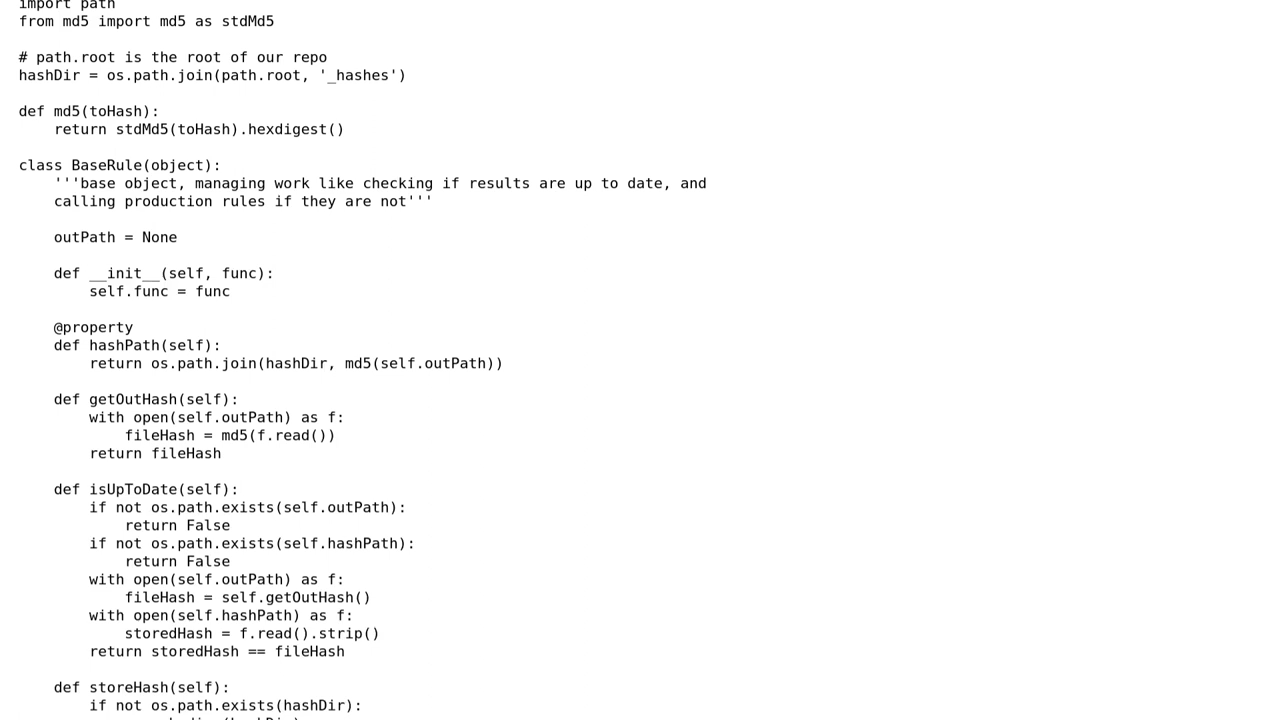 import path
from md5 import md5 as stdMd5

# path.root is the root of our repo
hashDir = os.path.join(path.root, '_hashes')

def md5(toHash):
    return stdMd5(toHash).hexdigest()

class BaseRule(object):
    '''base object, managing work like checking if results are up to date, and
    calling production rules if they are not'''

    outPath = None

    def __init__(self, func):
        self.func = func

    @property
    def hashPath(self):
        return os.path.join(hashDir, md5(self.outPath))

    def getOutHash(self):
        with open(self.outPath) as f:
            fileHash = md5(f.read())
        return fileHash

    def isUpToDate(self):
        if not os.path.exists(self.outPath):
            return False
        if not os.path.exists(self.hashPath):
            return False
        with open(self.outPath) as f:
            fileHash = self.getOutHash()
        with open(self.hashPath) as f:
            storedHash = f.read().strip()
        return storedHash == fileHash

    def storeHash(self):
        if not os.path.exists(hashDir):